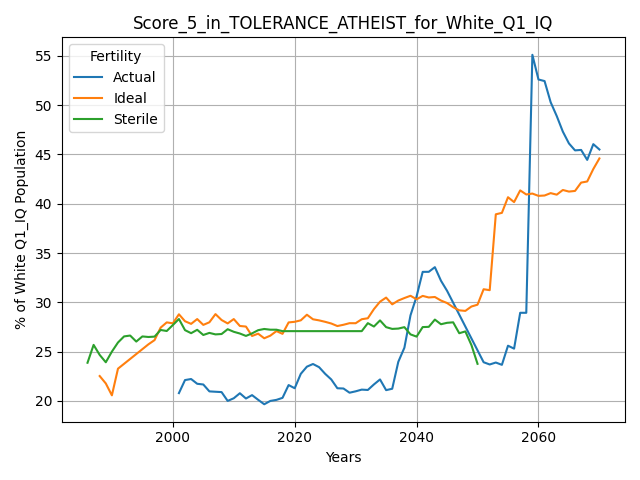 Score_5_in_TOLERANCE_ATHEIST_for_White_Q1_IQ
Fertility
Actual
Ideal
Sterile
% of White Q1_IQ Population
55
50
45
40
35
30
25
20
2000
2020
2040
2060
Years